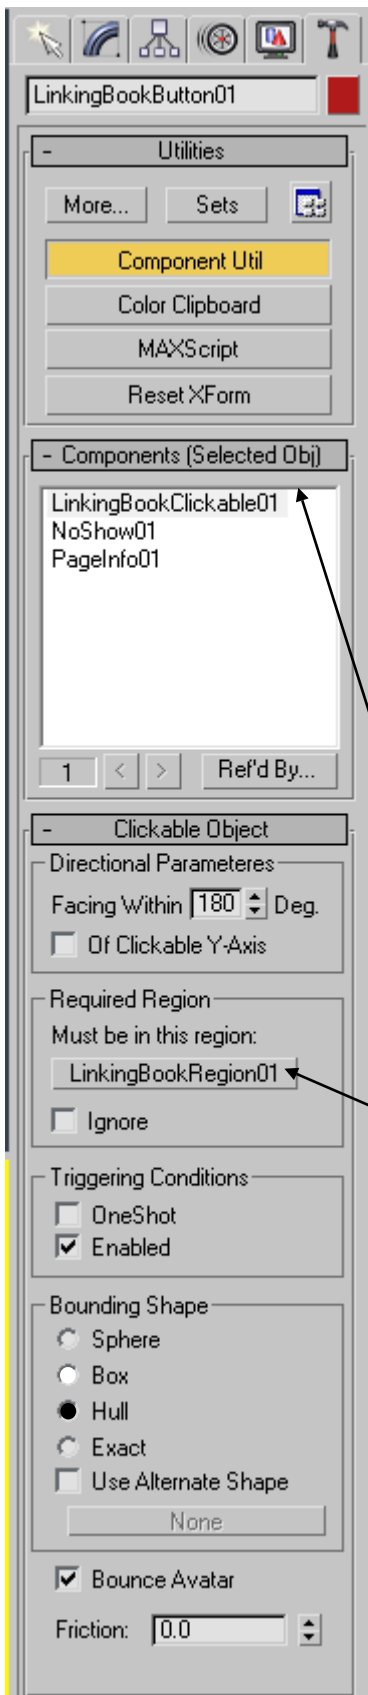 LinkingBookButton01
- Utilities
More... Sets
Component Util
Color Clipboard
MAXScript
Reset XForm
- Components (Selected Obj)
LinkingBookClickable01
NoShow01
PageInfo01
1 < > Ref'd By...
- Clickable Object
Directional Parameteres
Facing Within 180 Deg.
Of Clickable Y-Axis
Required Region
Must be in this region:
LinkingBookRegion01
Ignore
Triggering Conditions
OneShot
Enabled
Bounding Shape
Sphere
Box
Hull
Exact
Use Alternate Shape
None
Bounce Avatar
Friction: 0.0